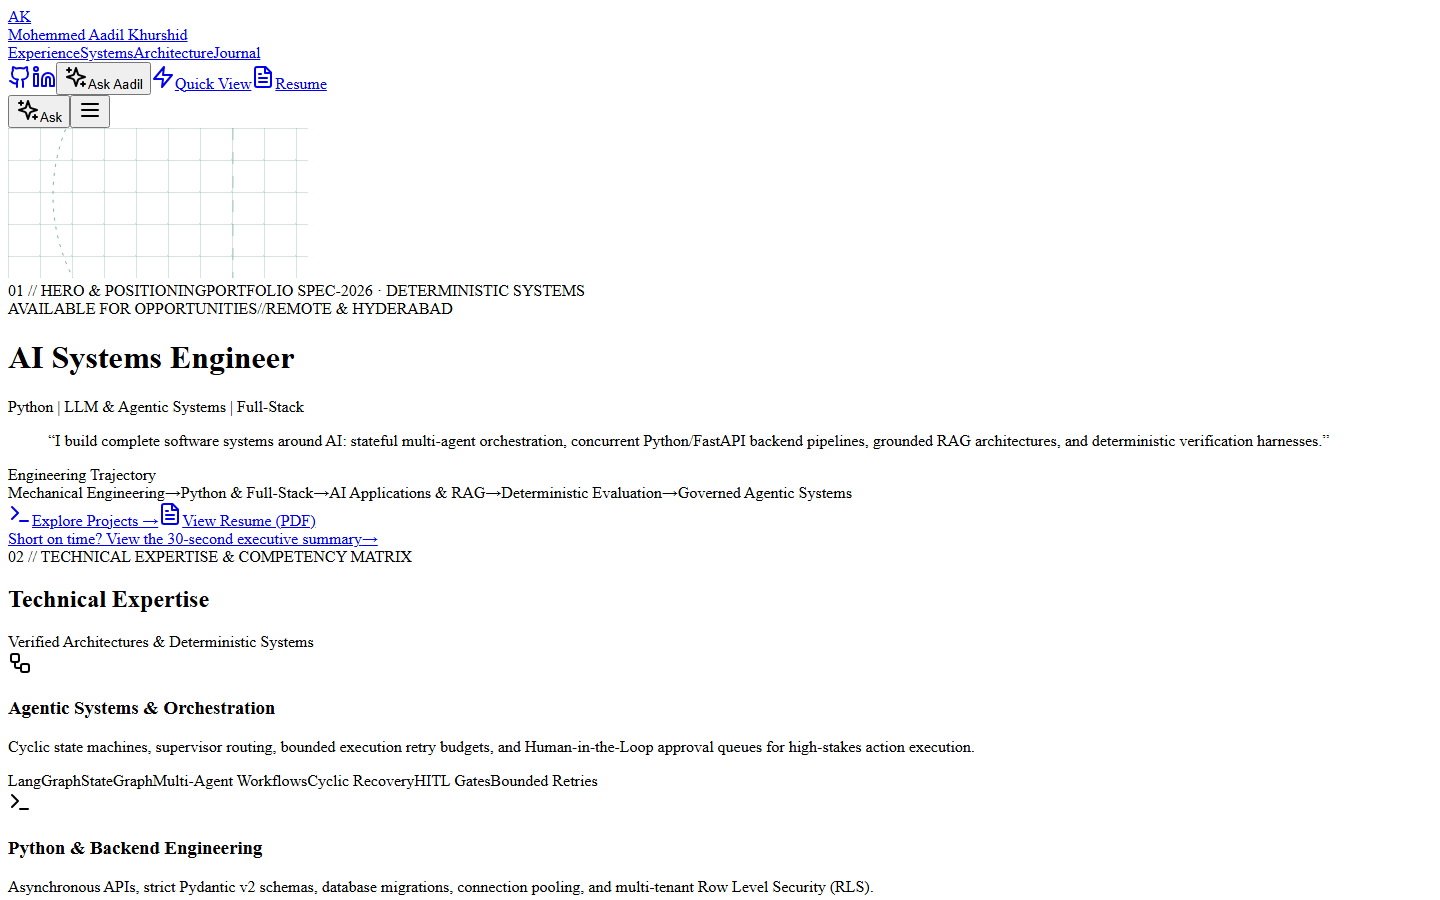 AK
Mohemmed Aadil Khurshid
ExperienceSystemsArchitectureJournal
Ask Aadil Quick View Resume
Ask
01 // HERO & POSITIONINGPORTFOLIO SPEC-2026 · DETERMINISTIC SYSTEMS
AVAILABLE FOR OPPORTUNITIES//REMOTE & HYDERABAD
AI Systems Engineer
Python | LLM & Agentic Systems | Full-Stack
“I build complete software systems around AI: stateful multi-agent orchestration, concurrent Python/FastAPI backend pipelines, grounded RAG architectures, and deterministic verification harnesses.”
Engineering Trajectory
Mechanical Engineering→Python & Full-Stack→AI Applications & RAG→Deterministic Evaluation→Governed Agentic Systems
Explore Projects → View Resume (PDF)
Short on time? View the 30-second executive summary→
02 // TECHNICAL EXPERTISE & COMPETENCY MATRIX
Technical Expertise
Verified Architectures & Deterministic Systems
Agentic Systems & Orchestration
Cyclic state machines, supervisor routing, bounded execution retry budgets, and Human-in-the-Loop approval queues for high-stakes action execution.
LangGraphStateGraphMulti-Agent WorkflowsCyclic RecoveryHITL GatesBounded Retries
Python & Backend Engineering
Asynchronous APIs, strict Pydantic v2 schemas, database migrations, connection pooling, and multi-tenant Row Level Security (RLS).